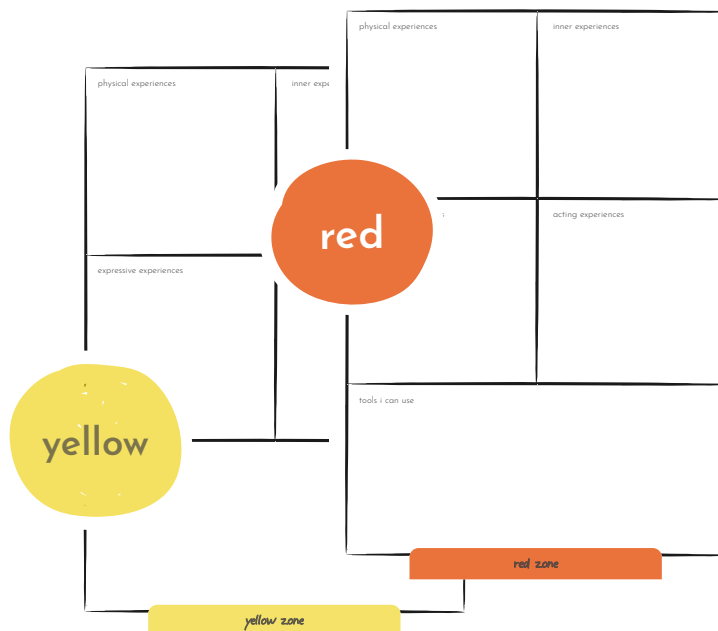 physical experiences
inner experiences
physical experiences
inner
red
acting experiences
expressive experiences
tools i can use
yellow
red zone
yellow zone